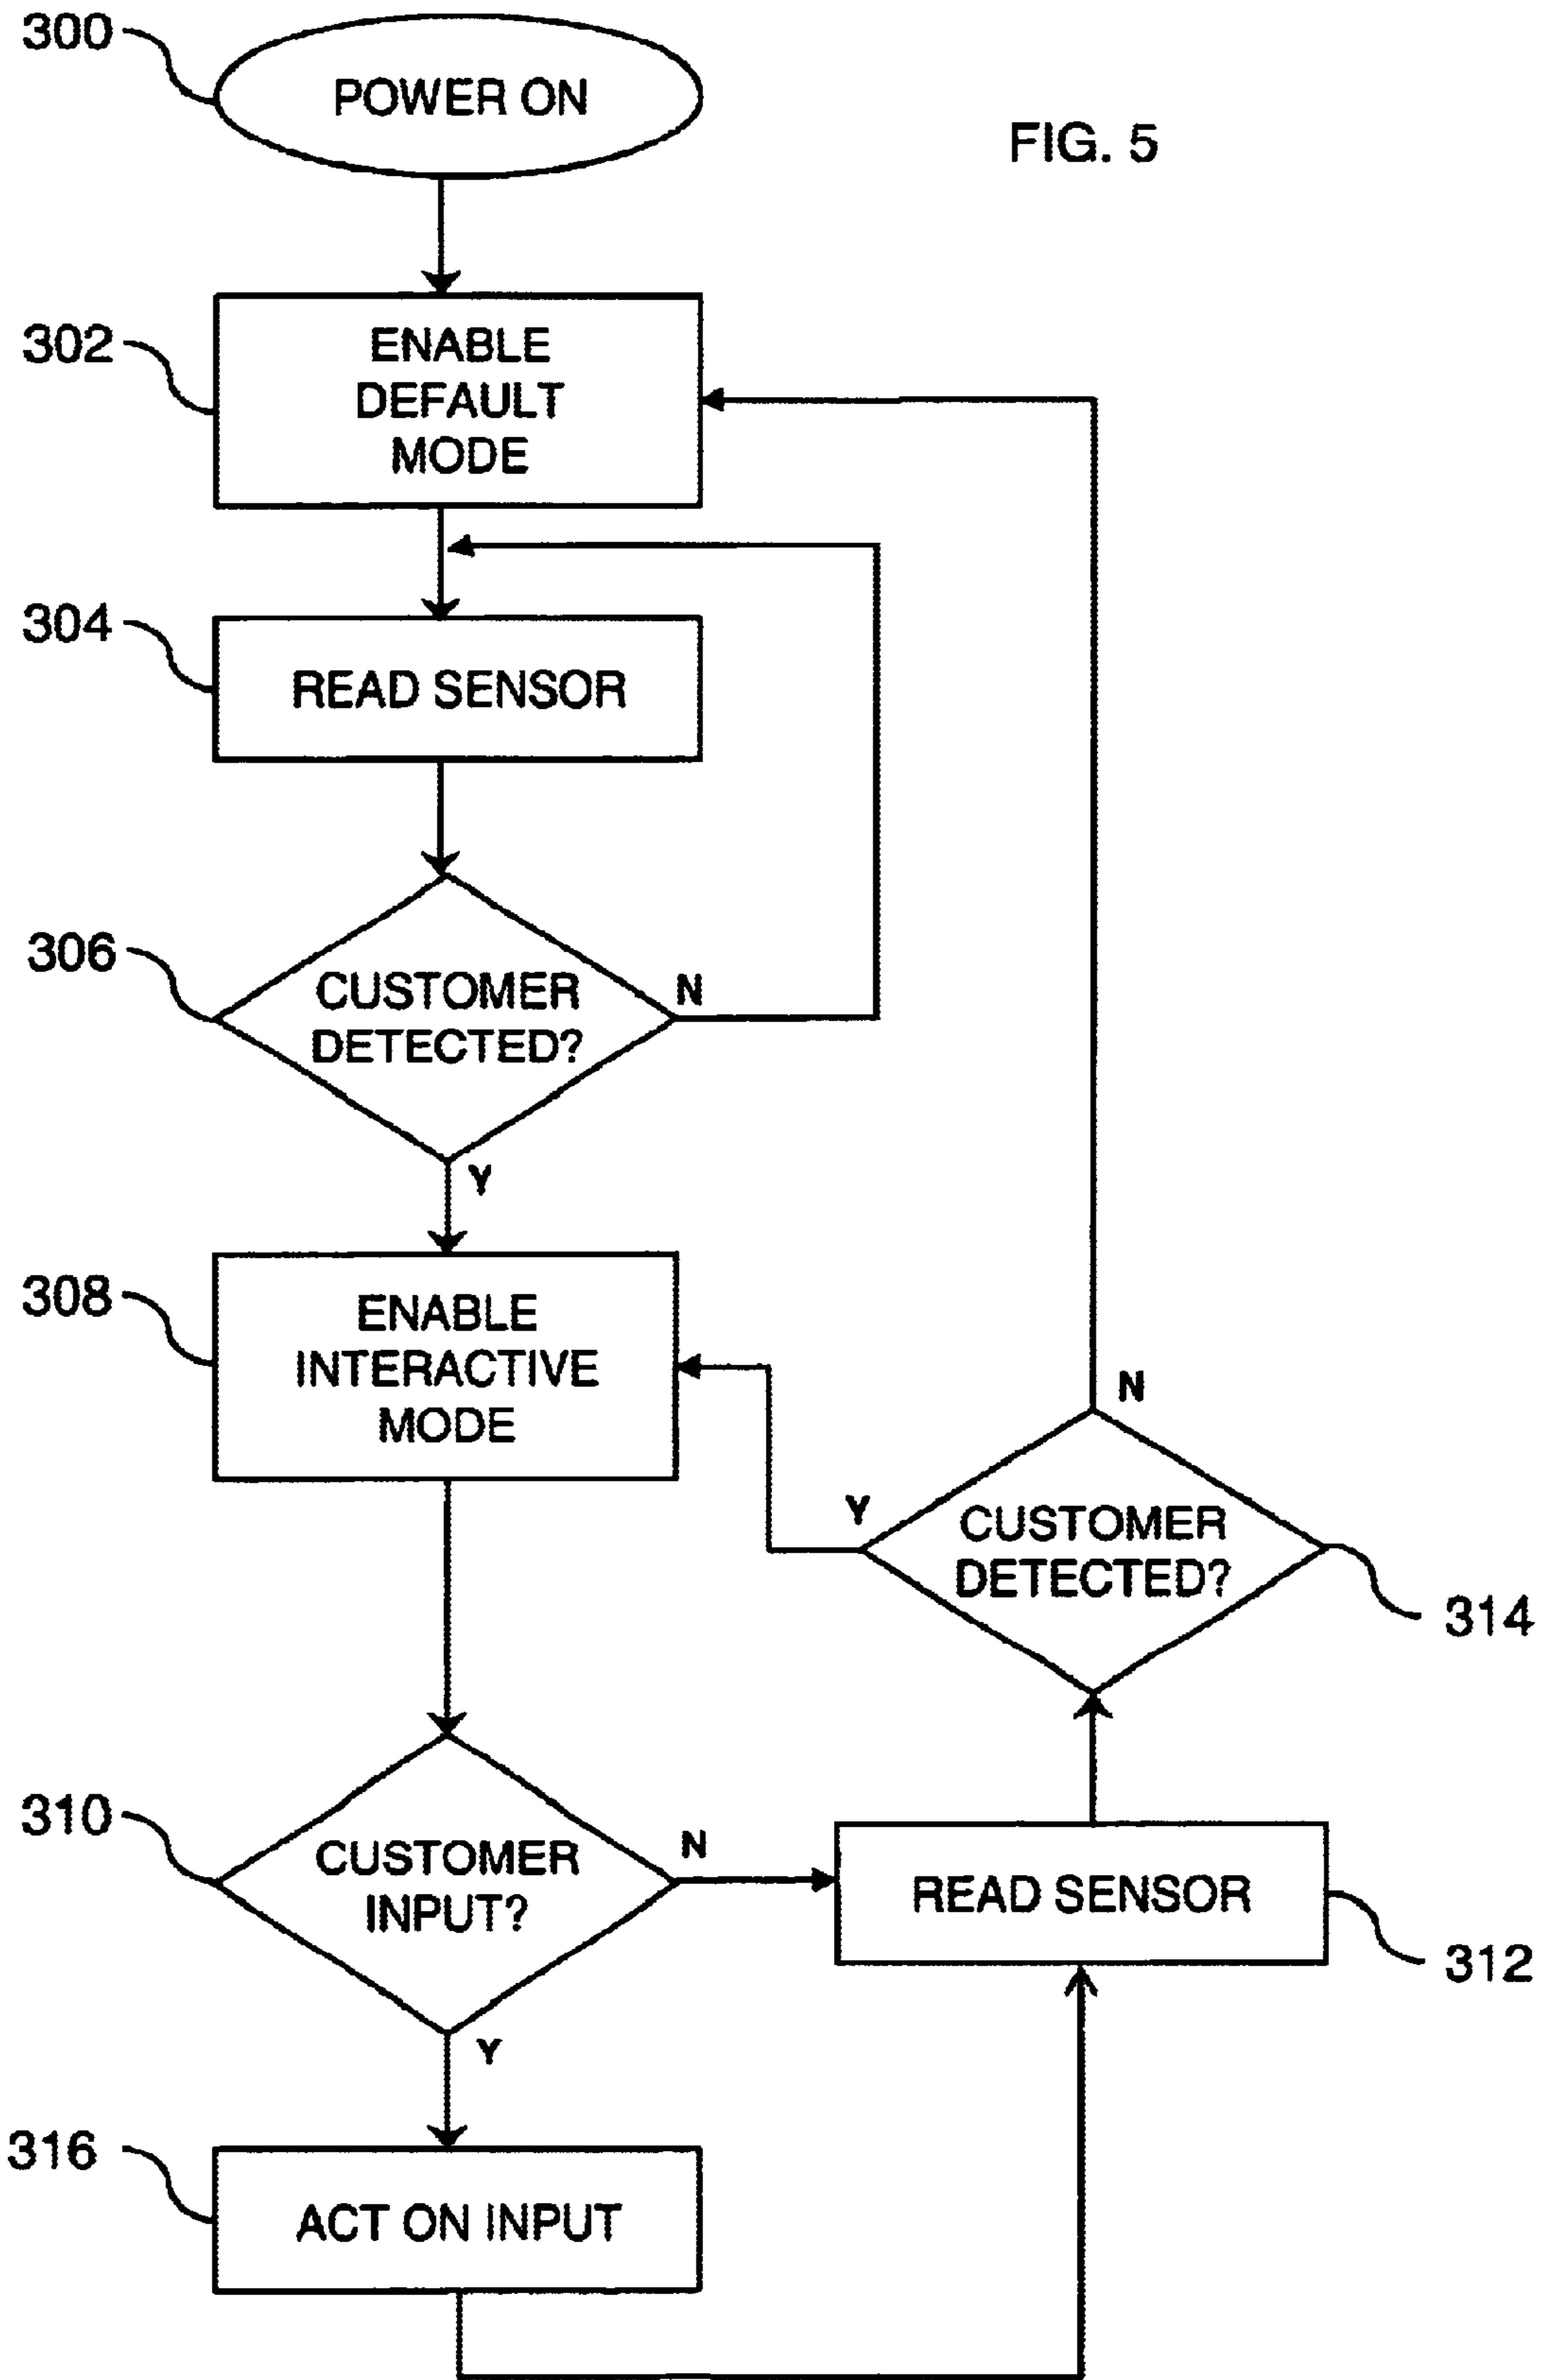 300
POWER ON
FIG. 5
302
ENABLE
DEFAULT
MODE
304
READ SENSOR
306
CUSTOMER
DETECTED?
N
Y
308
ENABLE
INTERACTIVE
MODE
N
Y
CUSTOMER
DETECTED?
314
310
CUSTOMER
INPUT?
N
READ SENSOR
312
Y
316
ACT ON INPUT